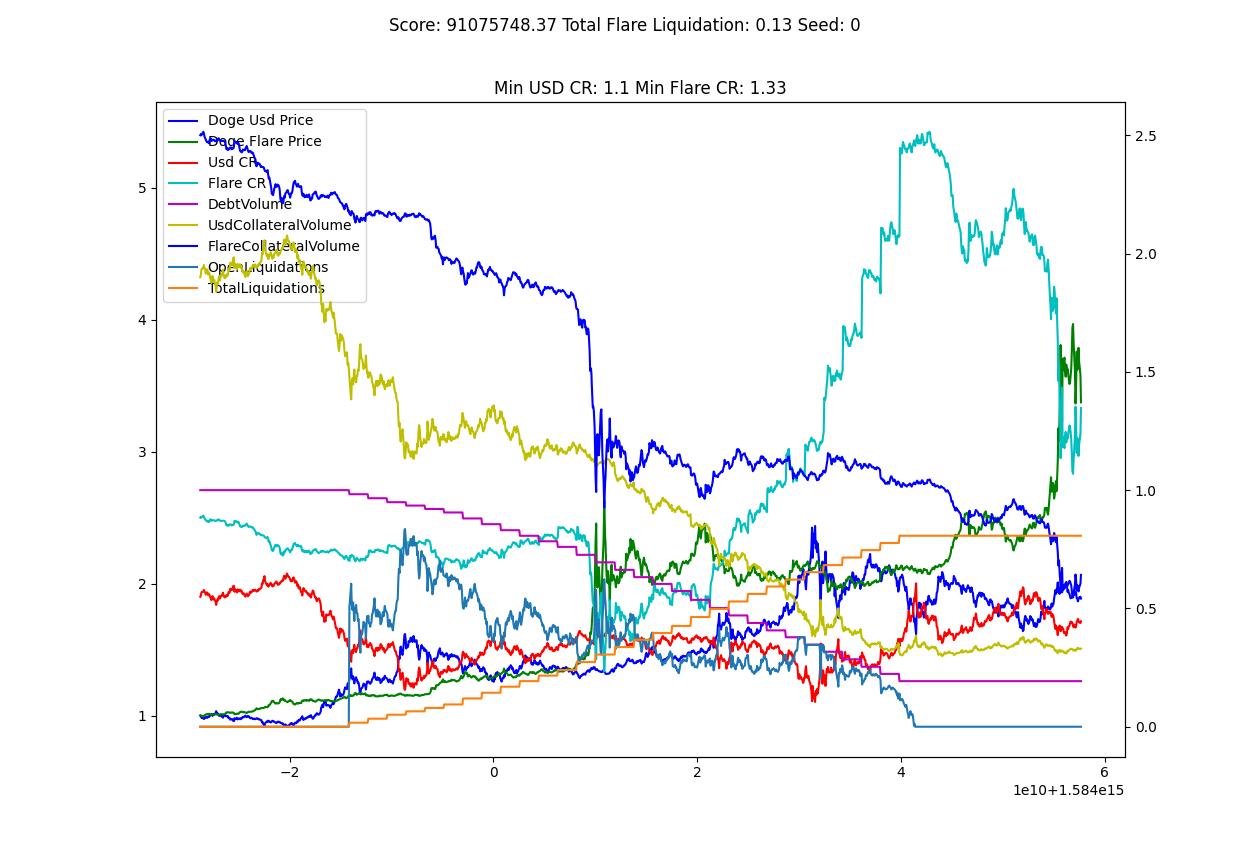 Score: 91075748.37 Total Flare Liquidation: 0.13 Seed: 0
Min USD CR: 1.1 Min Flare CR: 1.33
Doge Usd Price
Doge Flare Price
Usd CR
Flare CR
DebtVolume
UsdCollateralVolume
FlareCollateralVolume
OpenLiquidations
TotalLiquidations
5
4
3
2
1
2.5
2.0
1.5
1.0
0.5
0.0
−2
0
2
4
6
1e10+1.584e15